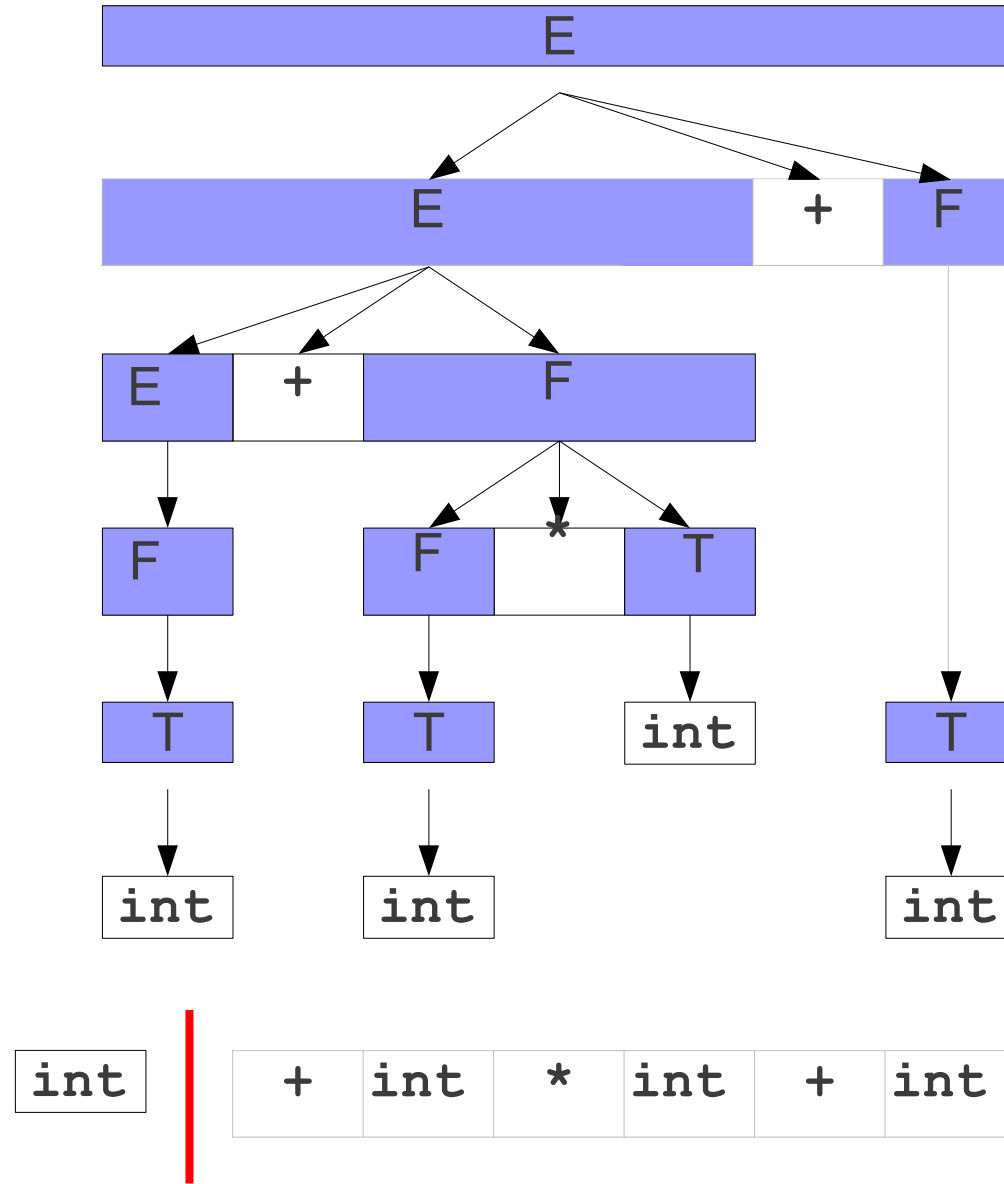 E
E + F
E + F
F F * T
T T int T
int int int
int + int * int + int